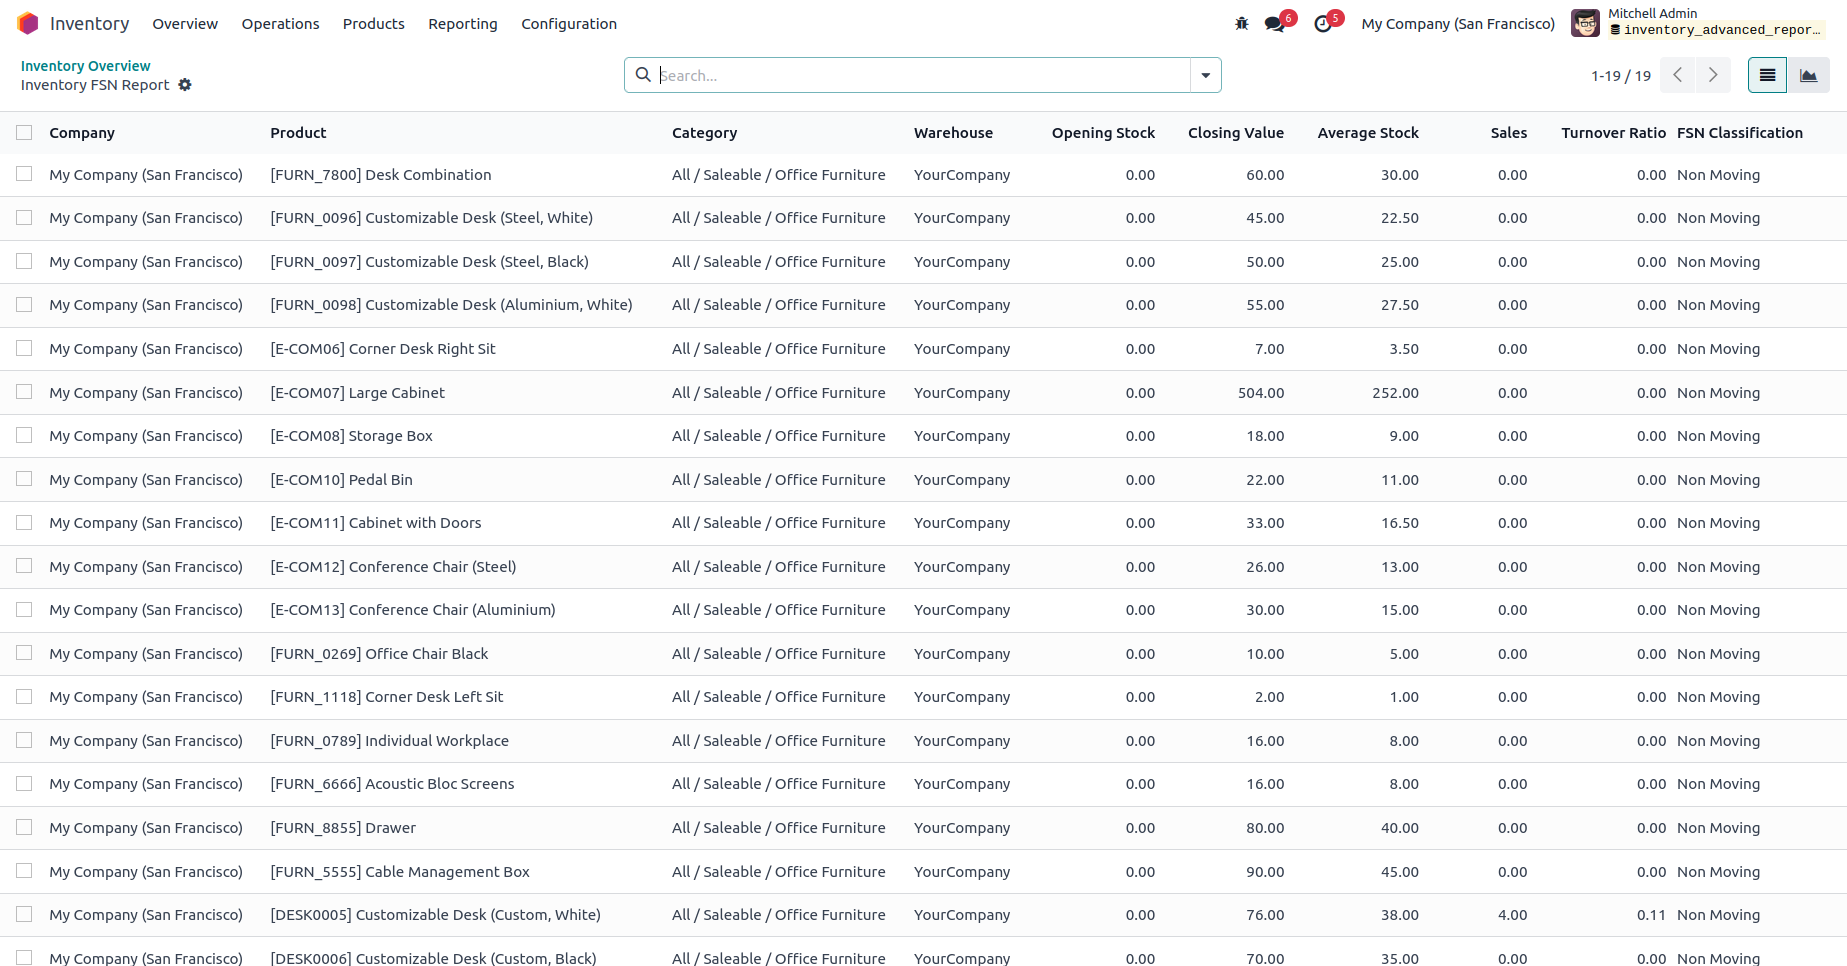 Inventory Overview Operations Products Reporting Configuration 6 5 My Company (San Francisco) Mitchell Admin
inventory_advanced_repor...
Inventory Overview
Inventory FSN Report
Search...
1-19 / 19
Company Product Category Warehouse Opening Stock Closing Value Average Stock Sales Turnover Ratio FSN Classification
My Company (San Francisco) [FURN_7800] Desk Combination All / Saleable / Office Furniture YourCompany 0.00 60.00 30.00 0.00 0.00 Non Moving
My Company (San Francisco) [FURN_0096] Customizable Desk (Steel, White) All / Saleable / Office Furniture YourCompany 0.00 45.00 22.50 0.00 0.00 Non Moving
My Company (San Francisco) [FURN_0097] Customizable Desk (Steel, Black) All / Saleable / Office Furniture YourCompany 0.00 50.00 25.00 0.00 0.00 Non Moving
My Company (San Francisco) [FURN_0098] Customizable Desk (Aluminium, White) All / Saleable / Office Furniture YourCompany 0.00 55.00 27.50 0.00 0.00 Non Moving
My Company (San Francisco) [E-COM06] Corner Desk Right Sit All / Saleable / Office Furniture YourCompany 0.00 7.00 3.50 0.00 0.00 Non Moving
My Company (San Francisco) [E-COM07] Large Cabinet All / Saleable / Office Furniture YourCompany 0.00 504.00 252.00 0.00 0.00 Non Moving
My Company (San Francisco) [E-COM08] Storage Box All / Saleable / Office Furniture YourCompany 0.00 18.00 9.00 0.00 0.00 Non Moving
My Company (San Francisco) [E-COM10] Pedal Bin All / Saleable / Office Furniture YourCompany 0.00 22.00 11.00 0.00 0.00 Non Moving
My Company (San Francisco) [E-COM11] Cabinet with Doors All / Saleable / Office Furniture YourCompany 0.00 33.00 16.50 0.00 0.00 Non Moving
My Company (San Francisco) [E-COM12] Conference Chair (Steel) All / Saleable / Office Furniture YourCompany 0.00 26.00 13.00 0.00 0.00 Non Moving
My Company (San Francisco) [E-COM13] Conference Chair (Aluminium) All / Saleable / Office Furniture YourCompany 0.00 30.00 15.00 0.00 0.00 Non Moving
My Company (San Francisco) [FURN_0269] Office Chair Black All / Saleable / Office Furniture YourCompany 0.00 10.00 5.00 0.00 0.00 Non Moving
My Company (San Francisco) [FURN_1118] Corner Desk Left Sit All / Saleable / Office Furniture YourCompany 0.00 2.00 1.00 0.00 0.00 Non Moving
My Company (San Francisco) [FURN_0789] Individual Workplace All / Saleable / Office Furniture YourCompany 0.00 16.00 8.00 0.00 0.00 Non Moving
My Company (San Francisco) [FURN_6666] Acoustic Bloc Screens All / Saleable / Office Furniture YourCompany 0.00 16.00 8.00 0.00 0.00 Non Moving
My Company (San Francisco) [FURN_8855] Drawer All / Saleable / Office Furniture YourCompany 0.00 80.00 40.00 0.00 0.00 Non Moving
My Company (San Francisco) [FURN_5555] Cable Management Box All / Saleable / Office Furniture YourCompany 0.00 90.00 45.00 0.00 0.00 Non Moving
My Company (San Francisco) [DESK0005] Customizable Desk (Custom, White) All / Saleable / Office Furniture YourCompany 0.00 76.00 38.00 4.00 0.11 Non Moving
My Company (San Francisco) [DESK0006] Customizable Desk (Custom, Black) All / Saleable / Office Furniture YourCompany 0.00 70.00 35.00 0.00 0.00 Non Moving